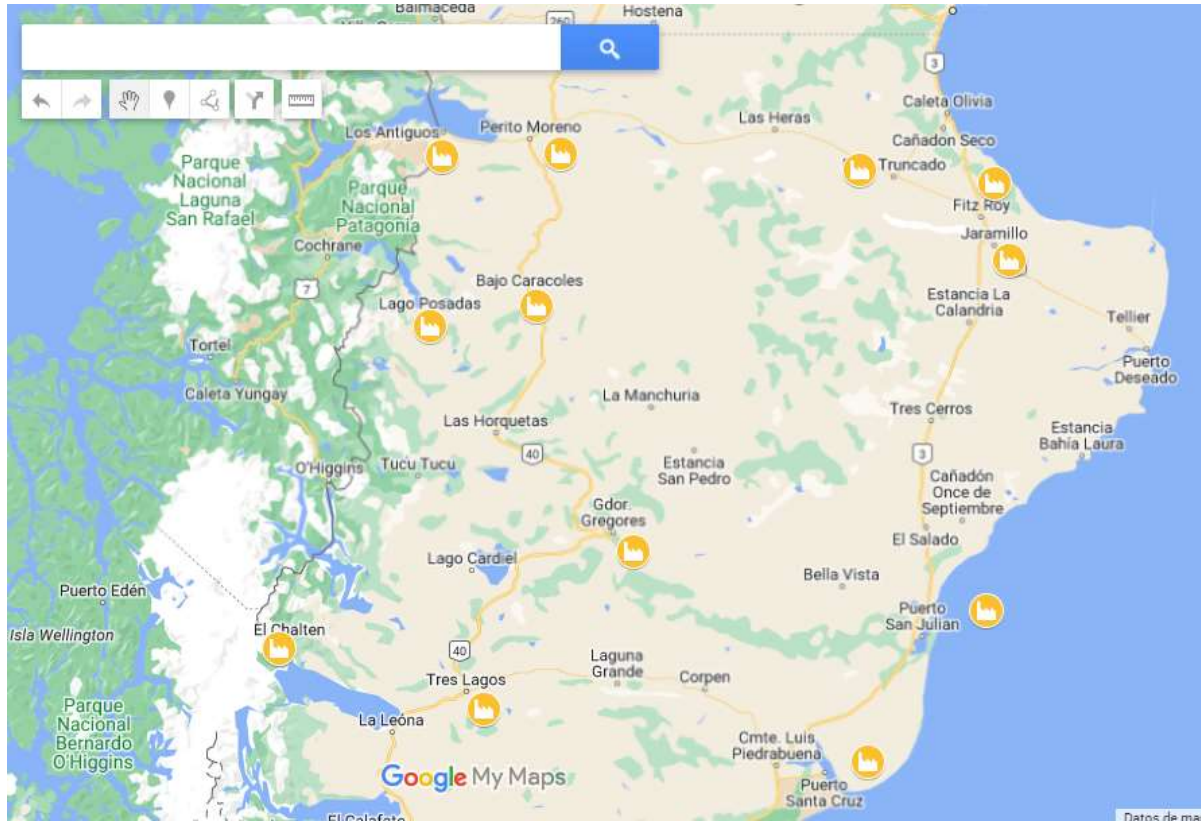 Balmaceda
Hostena
260
3
Caleta Olivia
Cañadon Seco
Las Heras
Perito Moreno
Los Antiguos
Truncado
Parque
Nacional
Laguna
San Rafael
Parque
Nacional
Patagonia
Fitz Roy
Jaramillo
Cochrane
7
Bajo Caracoles
Lago Posadas
Estancia La
Calandria
Tellier
Puerto
Deseado
Tortel
Caleta Yungay
La Manchuria
Tres Cerros
Las Horquetas
Estancia
Bahía Laura
40
3
O'Higgins
Tucu Tucu
Estancia
San Pedro
Cañadón
Once de
Septiembre
Gdor.
Gregores
El Salado
Lago Cardiel
Bella Vista
Puerto Edén
Puerto
San Julian
Isla Wellington
El Chalten
40
Laguna
Grande
Corpen
Tres Lagos
Parque
Nacional
Bernardo
O'Higgins
La Leóna
Cmte. Luis
Piedrabuena
Google My Maps
Puerto
Santa Cruz
El Calafate
Datos de ma